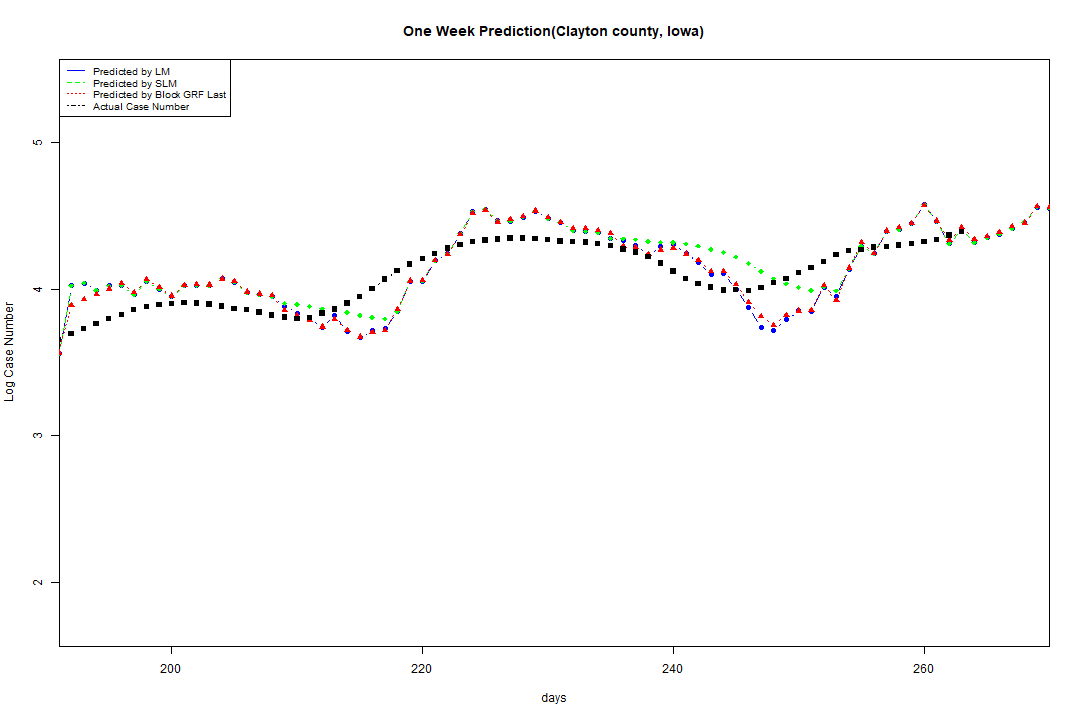 One Week Prediction(Clayton county, Iowa)
Predicted by LM
Predicted by SLM
Predicted by Block GRF Last
Actual Case Number
5
4
3
2
Log Case Number
200 220 240 260
days